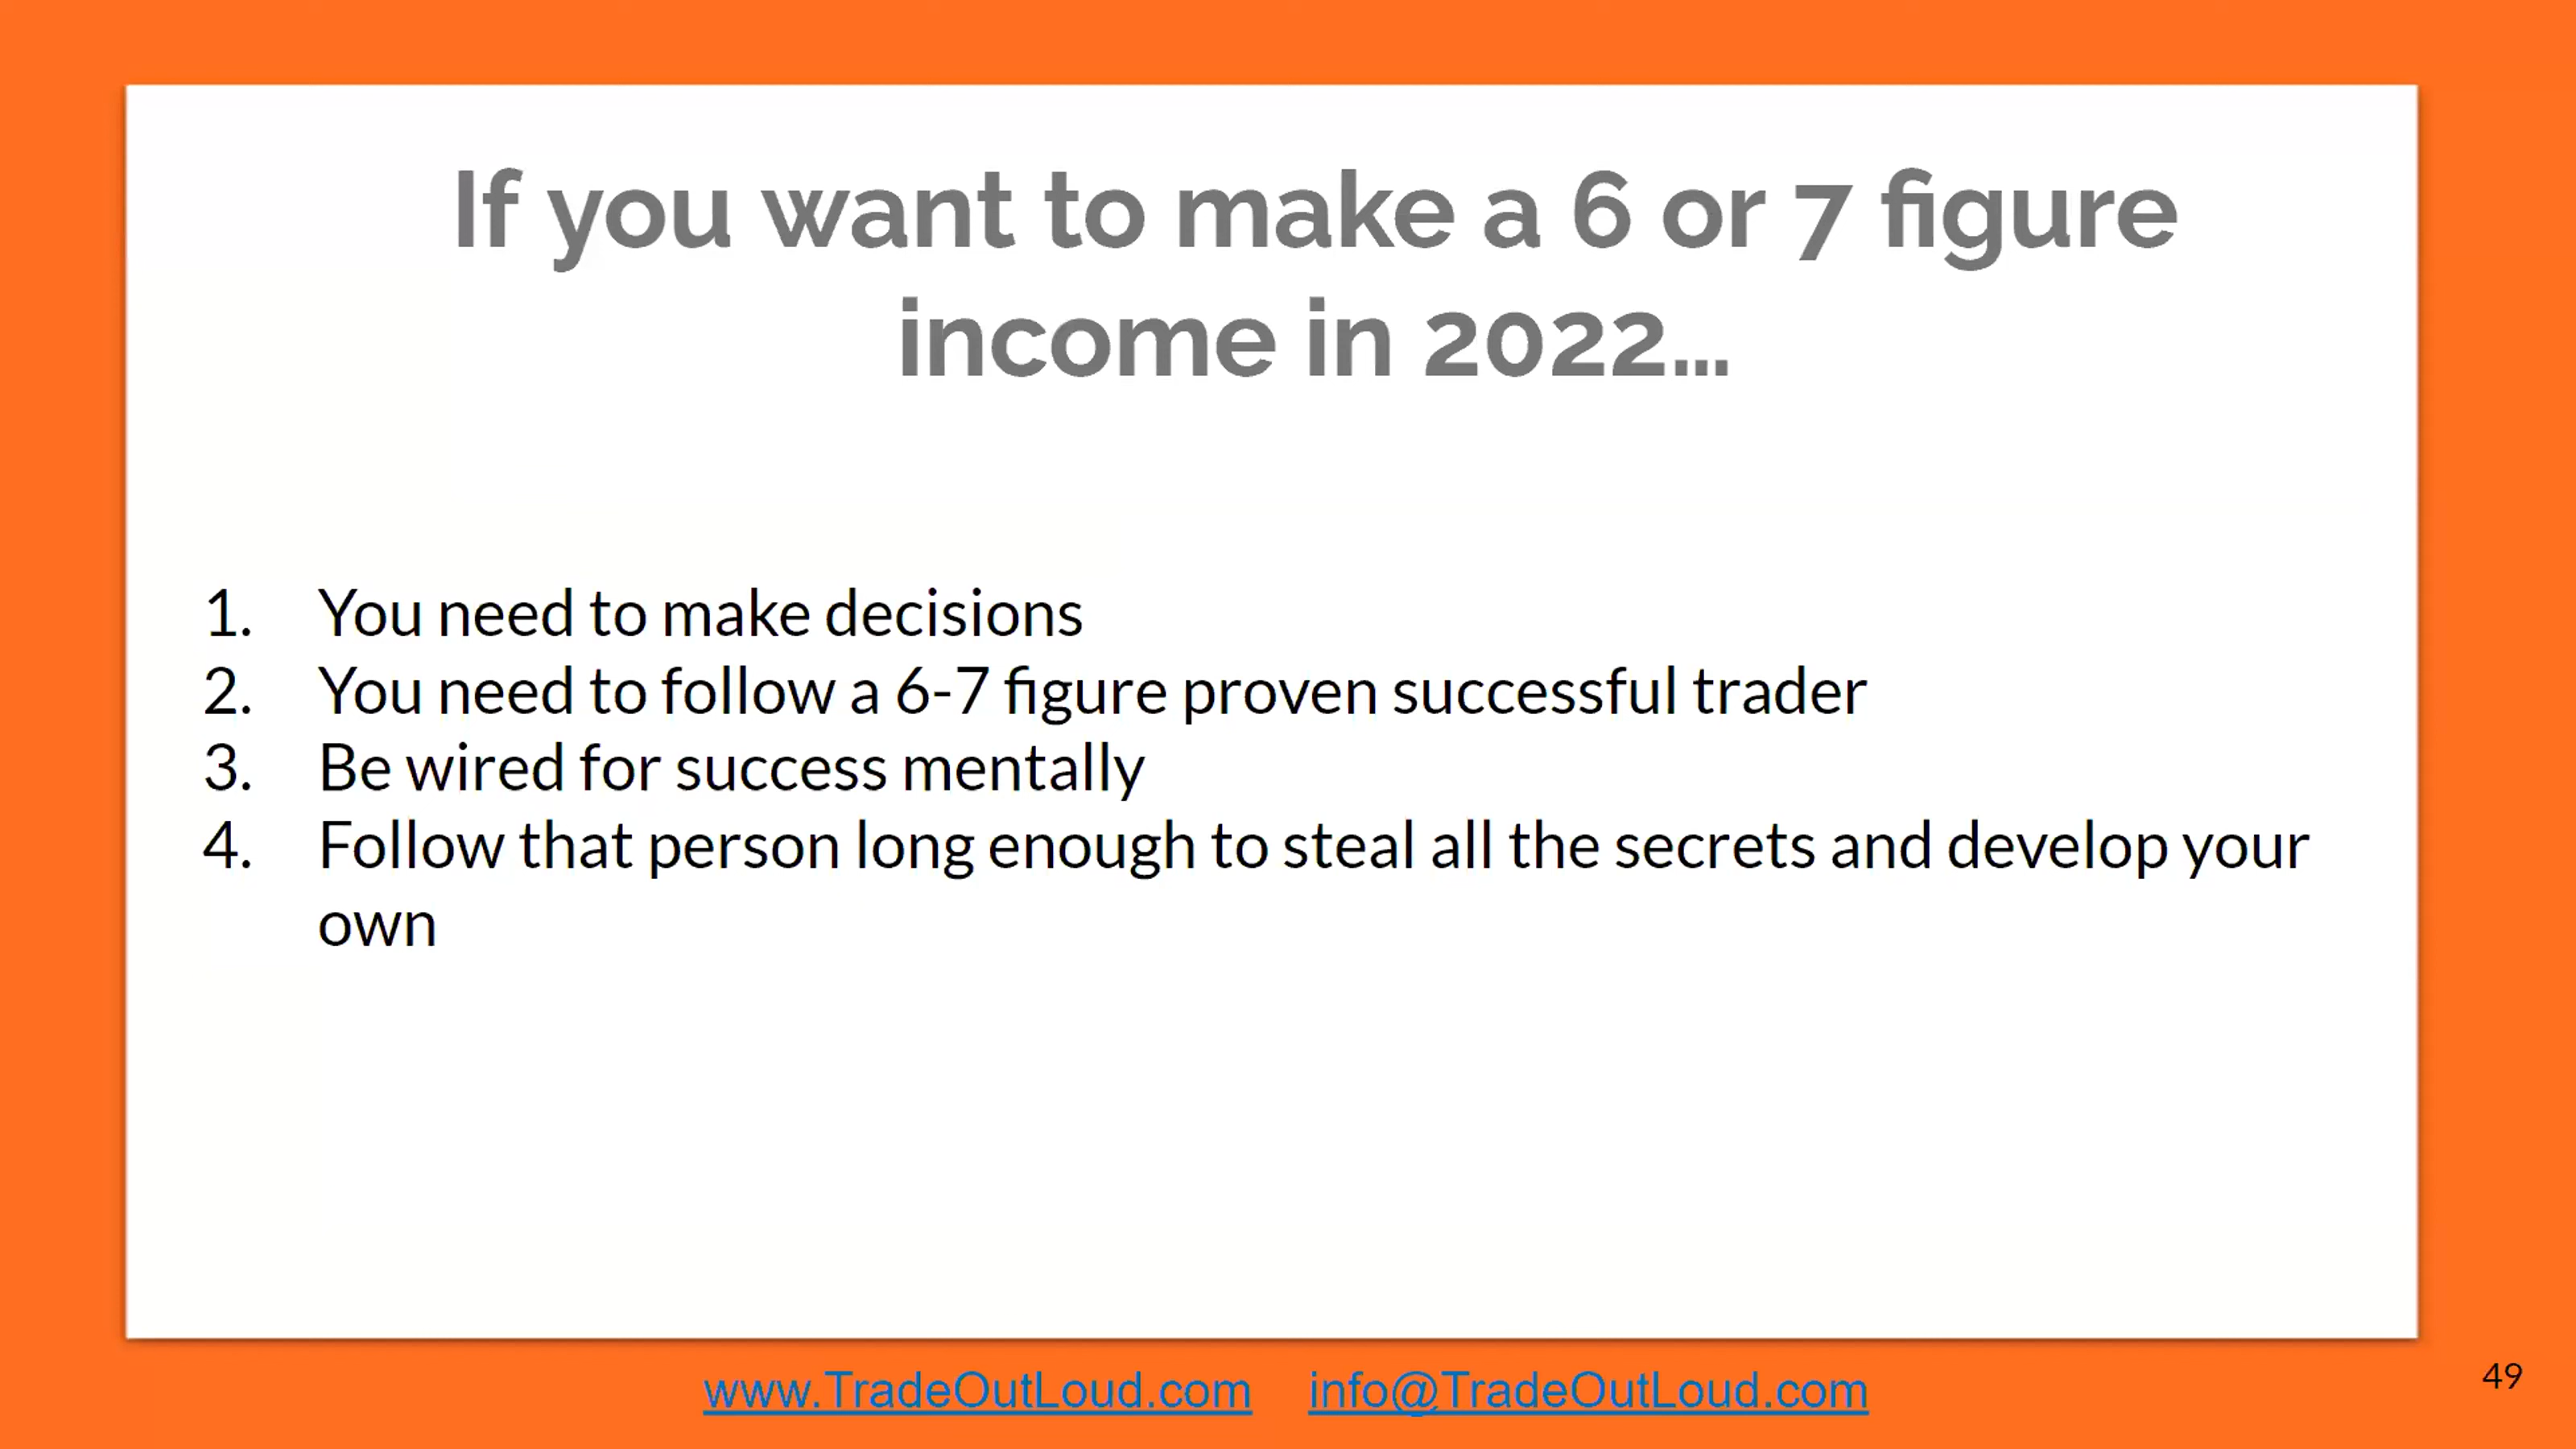 If you want to make a 6 or 7 figure
income in 2022...
1. You need to make decisions
2. You need to follow a 6-7 figure proven successful trader
3. Be wired for success mentally
4. Follow that person long enough to steal all the secrets and develop your
own
www.TradeOutLoud.com info@TradeOutLoud.com
49